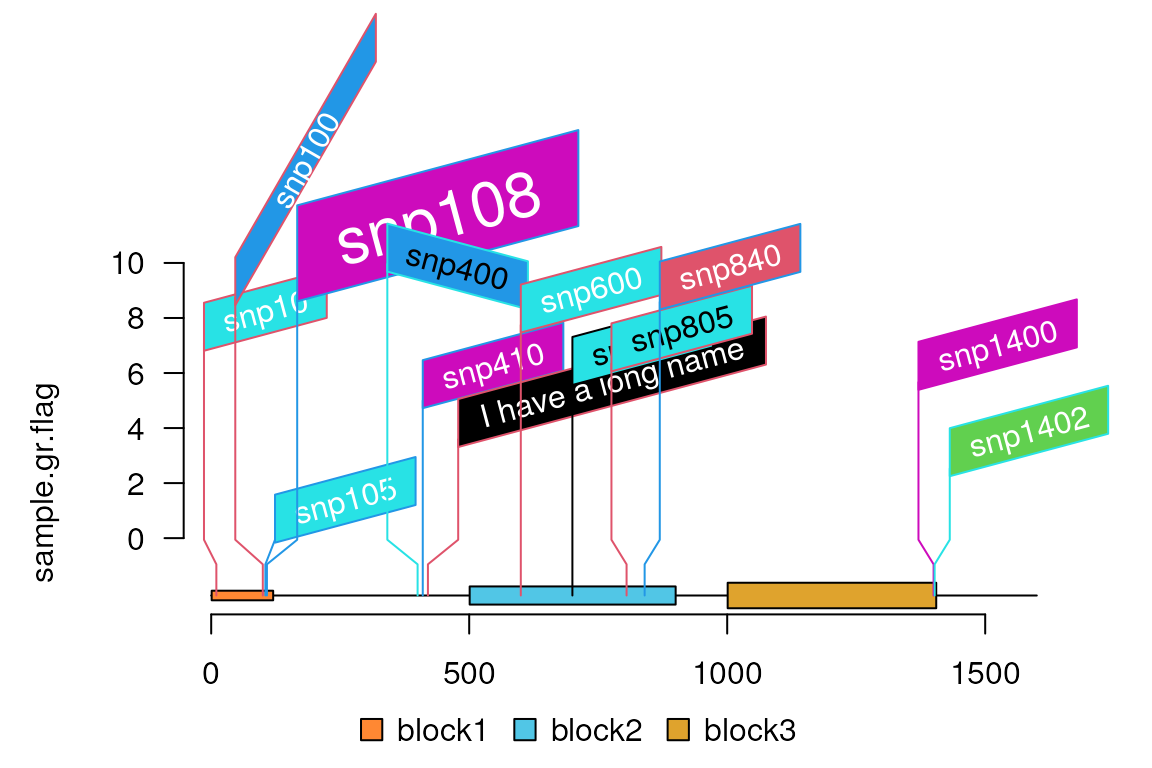 snp100
snp108
snp400
snp600
snp840
snp10
snp805
snp410
I have a long name
snp1400
snp1402
snp105
sample.gr.flag
10
8
6
4
2
0
0 500 1000 1500
block1 block2 block3